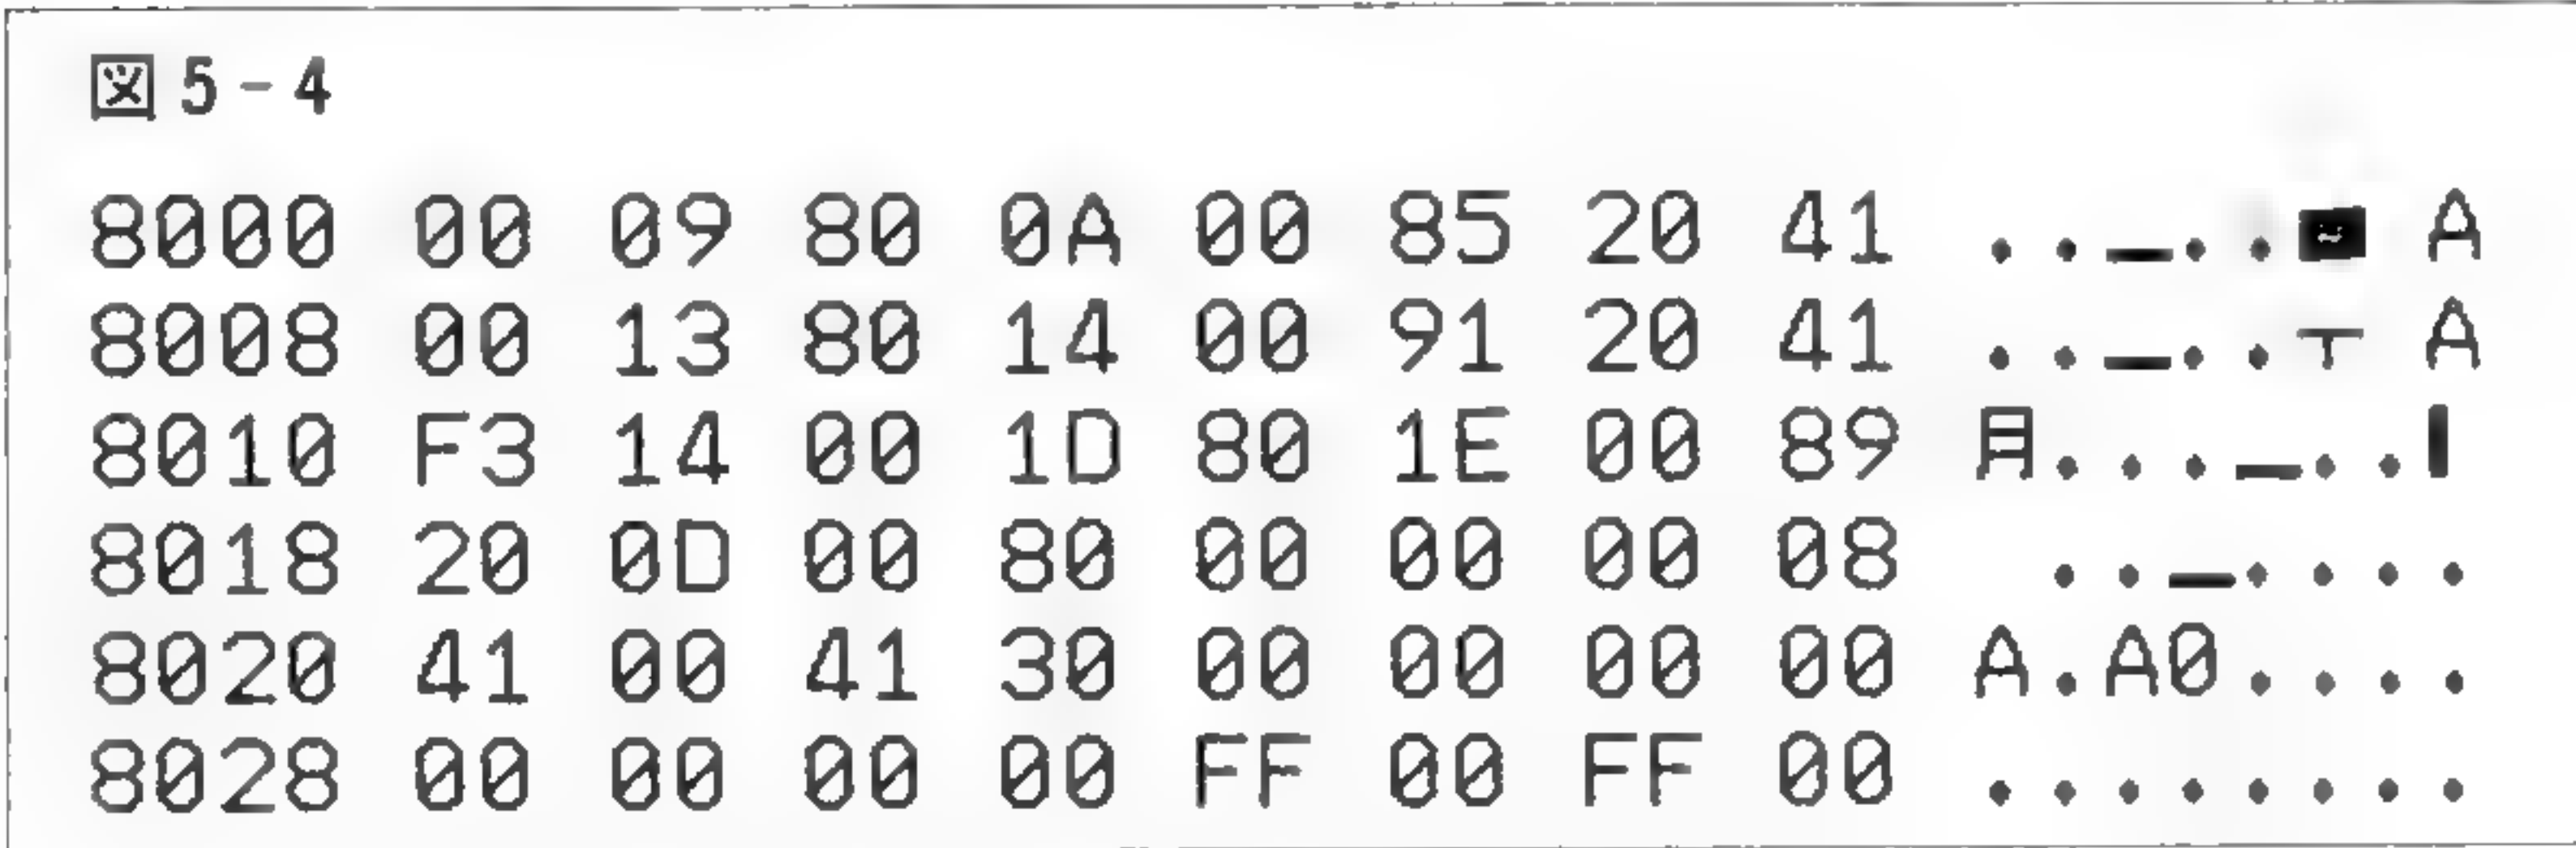 図5-4
8000 00 09 80 0A 00 85 20 41 ..▁..■ A
8008 00 13 80 14 00 91 20 41 ..▁..┬ A
8010 F3 14 00 1D 80 1E 00 89 月...▁..▎
8018 20 0D 00 80 00 00 00 08 ..▁....
8020 41 00 41 30 00 00 00 00 A.A0....
8028 00 00 00 00 FF 00 FF 00 ........